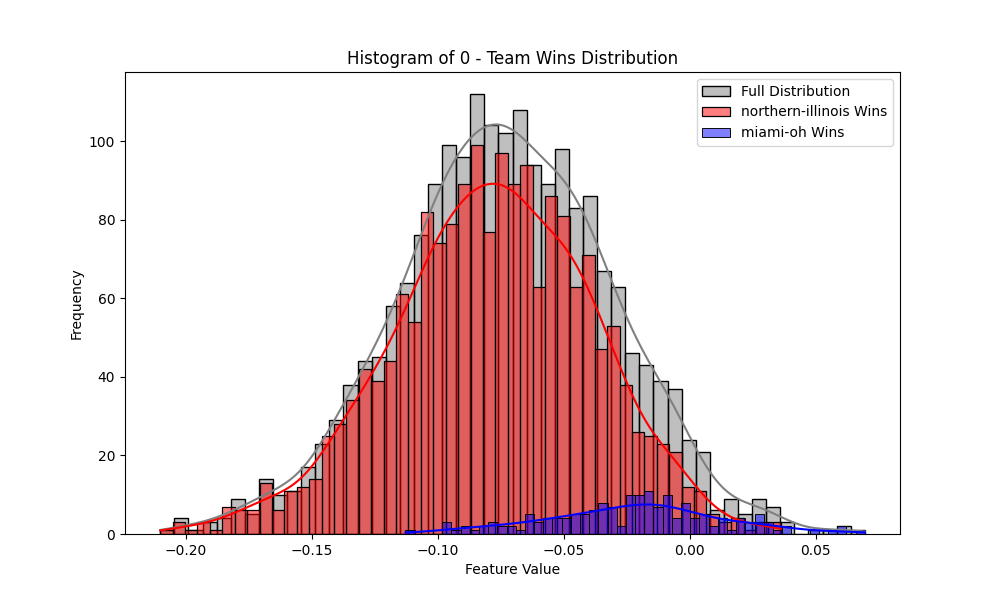 Histogram of 0 - Team Wins Distribution
Full Distribution
northern-illinois Wins
miami-oh Wins
Frequency
100
80
60
40
20
0
−0.20
−0.15
−0.10
−0.05
0.00
0.05
Feature Value